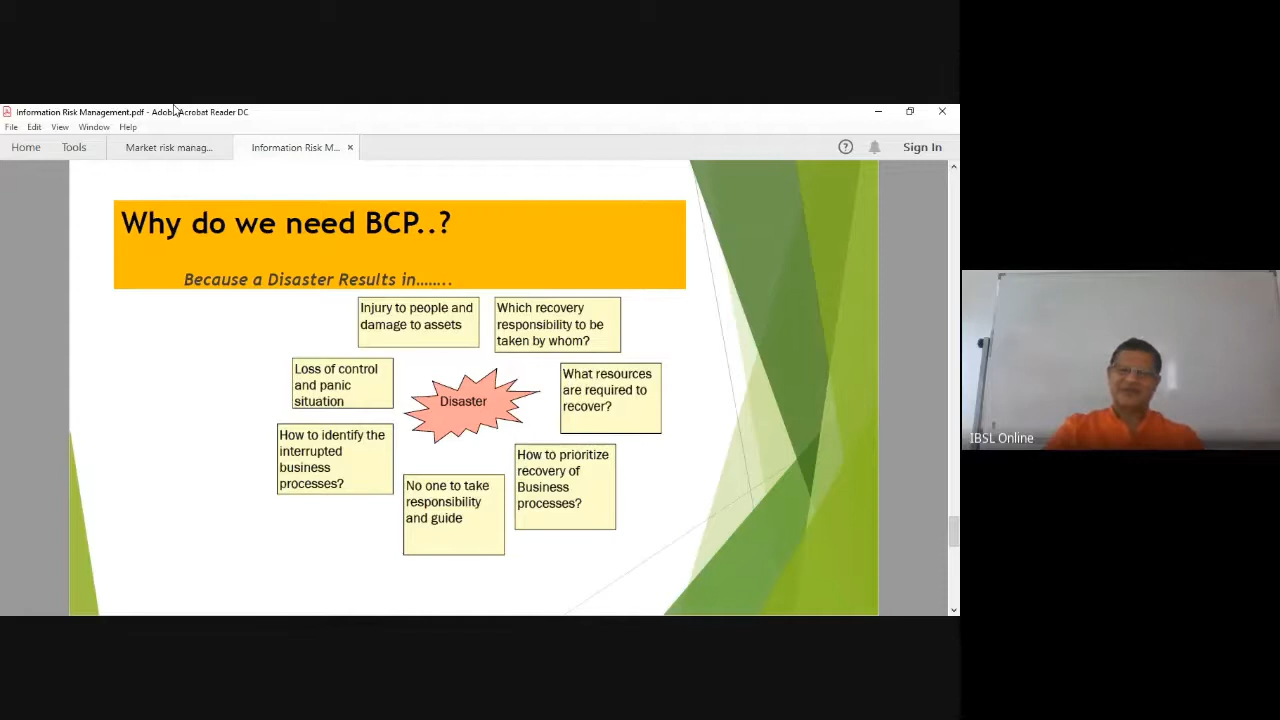 Information Risk Management.pdf - Adobe Acrobat Reader DC
File Edit View Window Help
Home Tools Market risk manag... Information Risk M... × Sign In
Why do we need BCP..?
Because a Disaster Results in……..
Injury to people and
damage to assets
Which recovery
responsibility to be
taken by whom?
Loss of control
and panic
situation
Disaster
What resources
are required to
recover?
How to identify the
interrupted
business
processes?
No one to take
responsibility
and guide
How to prioritize
recovery of
Business
processes?
IBSL Online